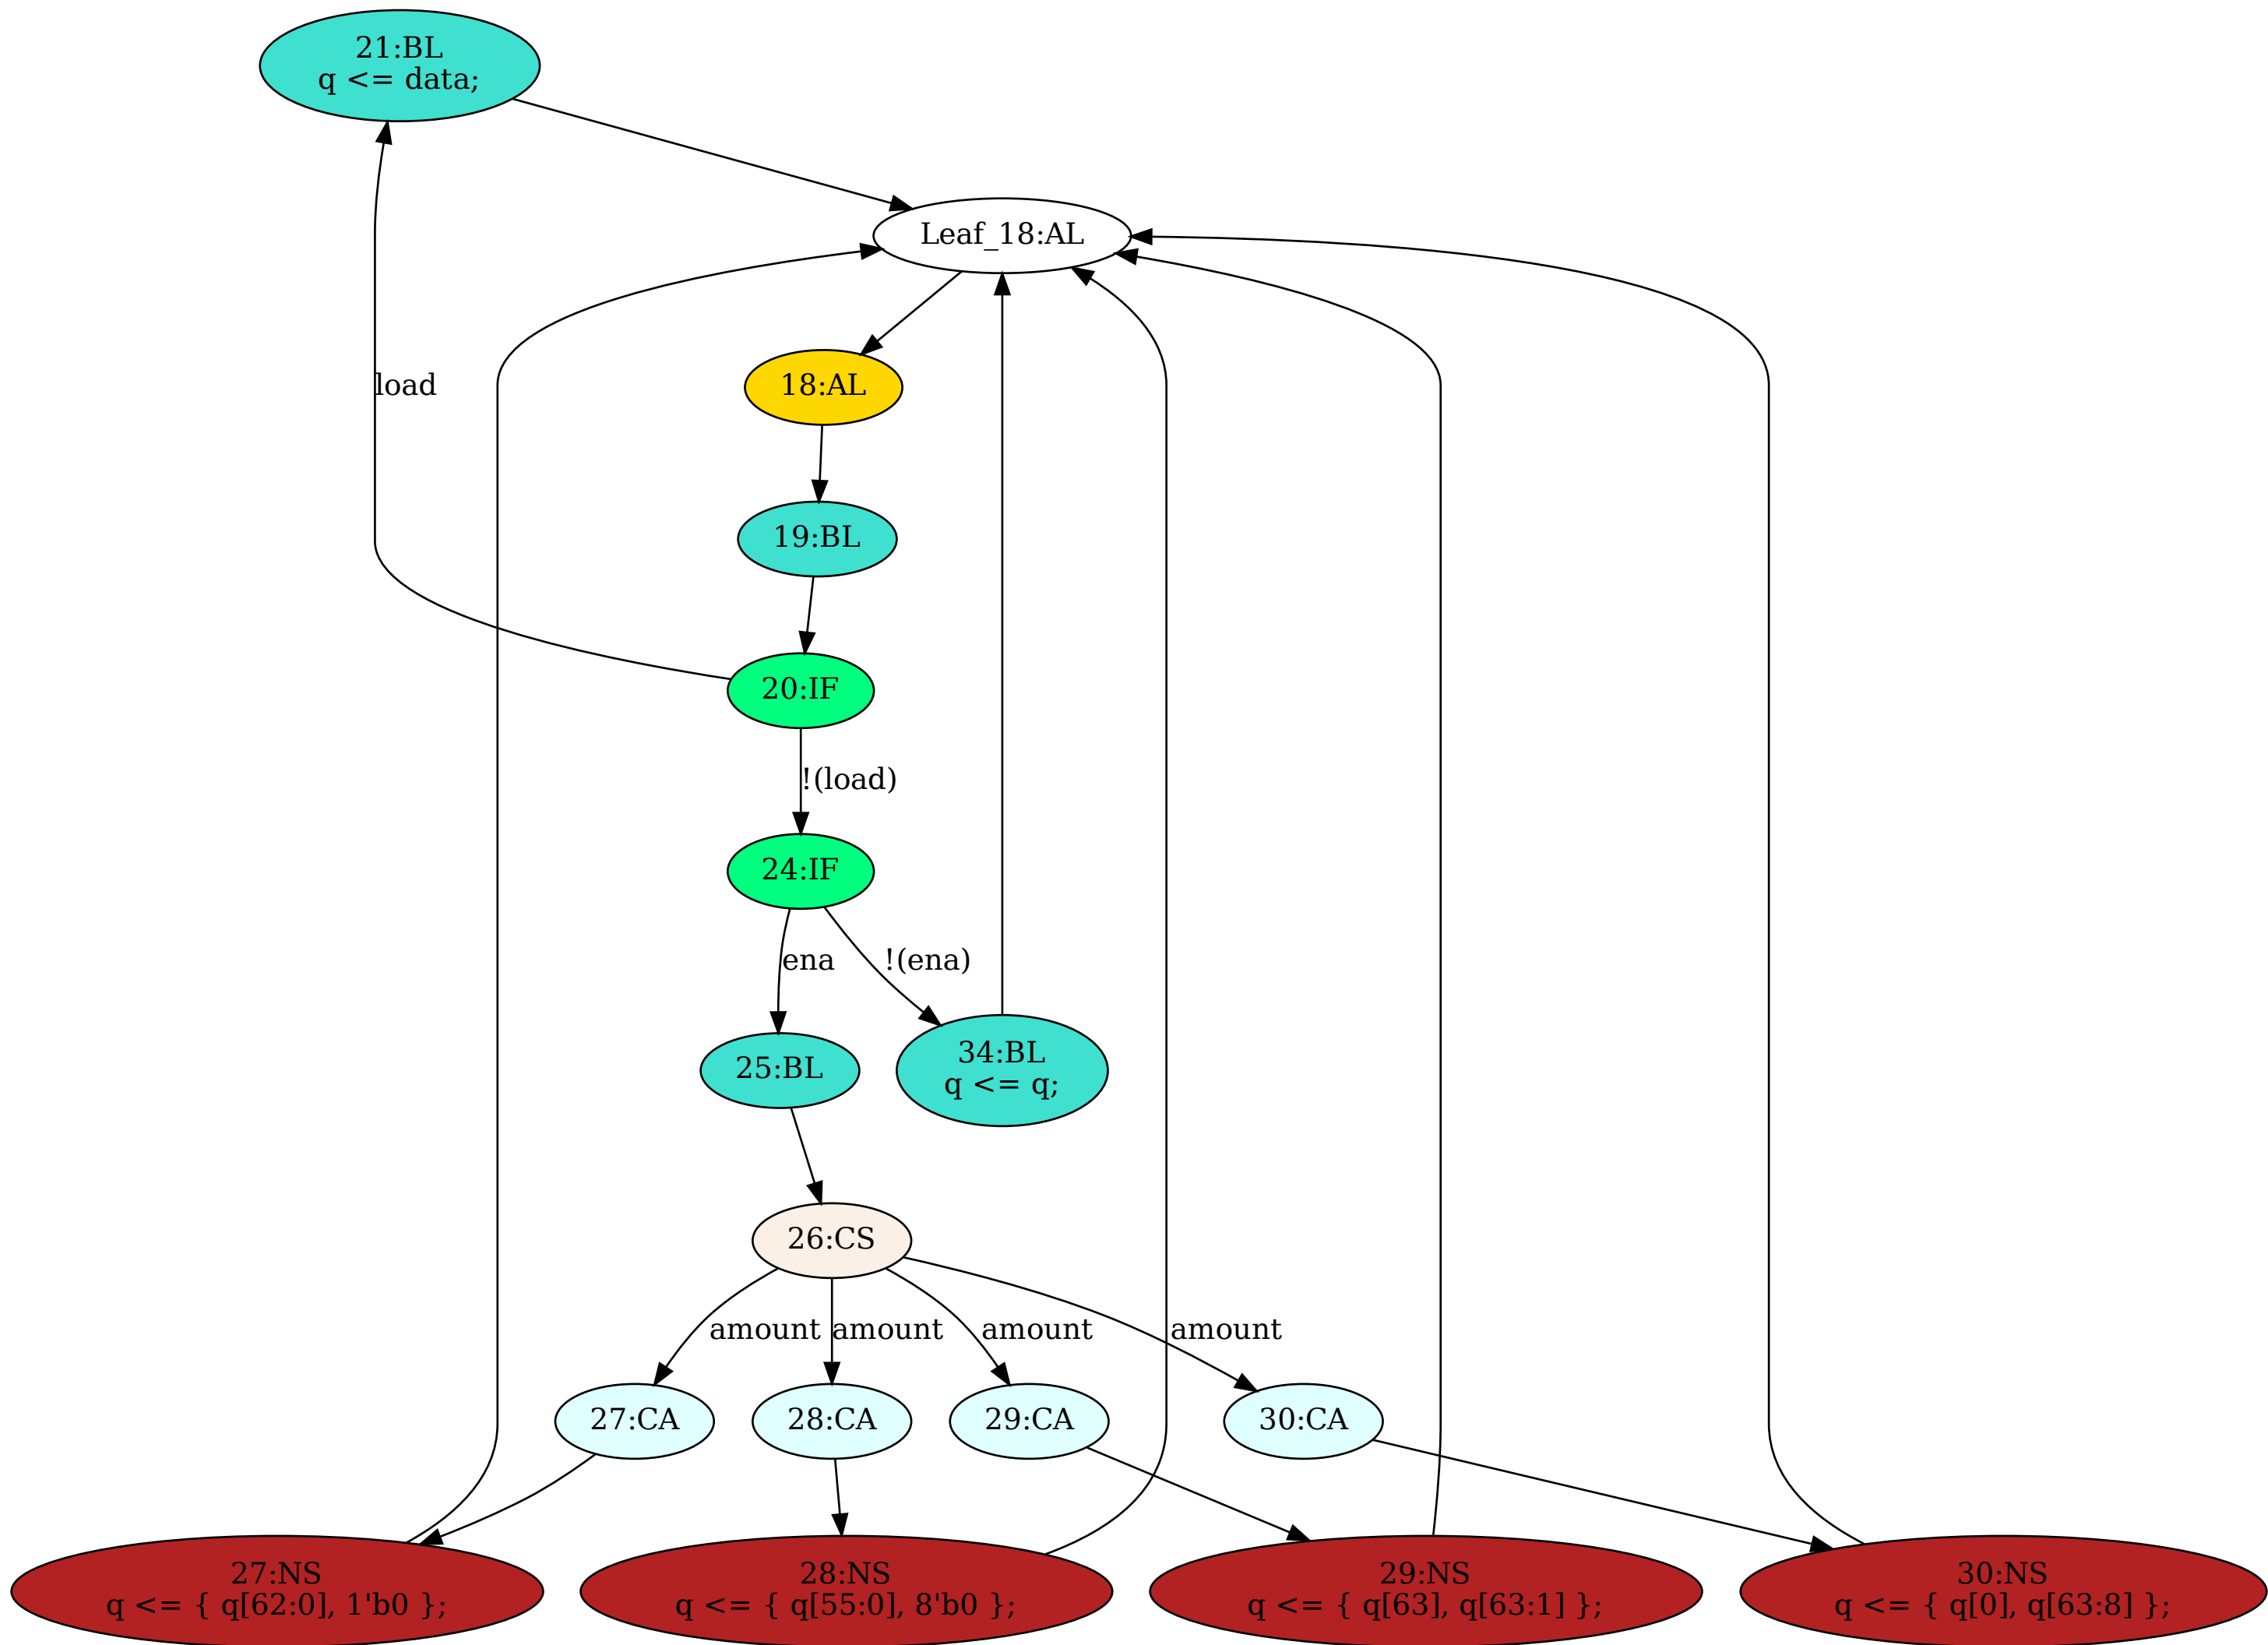 21:BL
q <= data;
Leaf_18:AL
load
18:AL
19:BL
20:IF
!(load)
24:IF
ena
!(ena)
25:BL
34:BL
q <= q;
26:CS
amount
amount
amount
amount
27:CA
28:CA
29:CA
30:CA
27:NS
q <= { q[62:0], 1'b0 };
28:NS
q <= { q[55:0], 8'b0 };
29:NS
q <= { q[63], q[63:1] };
30:NS
q <= { q[0], q[63:8] };